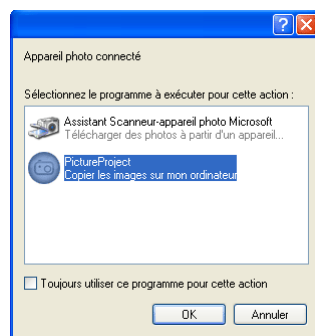 Appareil photo connecté
Sélectionnez le programme à exécuter pour cette action :
Assistant Scanneur-appareil photo Microsoft
Télécharger des photos à partir d'un appareil...
PictureProject
Copier les images sur mon ordinateur
Toujours utiliser ce programme pour cette action
OK
Annuler